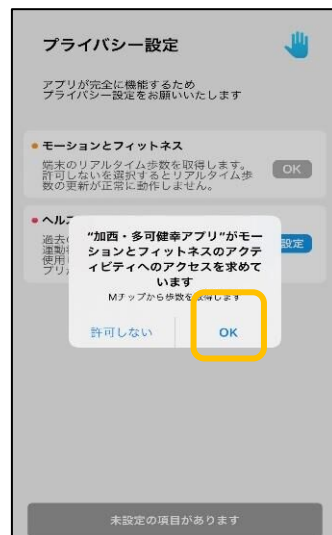 プライバシー設定
アプリが完全に機能するため
プライバシー設定をお願いいたします
モーションとフィットネス
端末のリアルタイム歩数を取得します。
許可しないを選択するとリアルタイム歩
数の更新が正常に動作しません。
OK
ヘル
過去
運動
使用
プリ
設定
"加西・多可健幸アプリ"がモー
ションとフィットネスのアクテ
ィビティへのアクセスを求めて
います
Mチップから歩数を取得します
許可しない
OK
未設定の項目があります